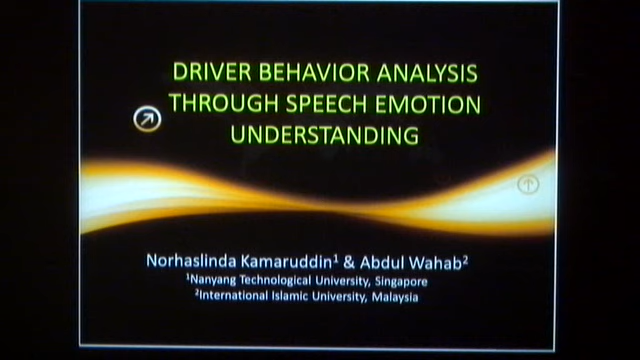 DRIVER BEHAVIOR ANALYSIS
THROUGH SPEECH EMOTION
UNDERSTANDING
Norhaslinda Kamaruddin¹ & Abdul Wahab²
¹Nanyang Technological University, Singapore
²International Islamic University, Malaysia